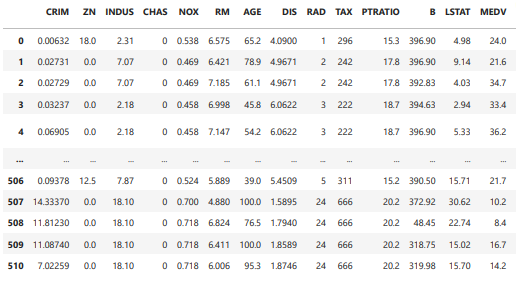 CRIM ZN INDUS CHAS NOX RM AGE DIS RAD TAX PTRATIO B LSTAT MEDV
0 0.00632 18.0 2.31 0 0.538 6.575 65.2 4.0900 1 296 15.3 396.90 4.98 24.0
1 0.02731 0.0 7.07 0 0.469 6.421 78.9 4.9671 2 242 17.8 396.90 9.14 21.6
2 0.02729 0.0 7.07 0 0.469 7.185 61.1 4.9671 2 242 17.8 392.83 4.03 34.7
3 0.03237 0.0 2.18 0 0.458 6.998 45.8 6.0622 3 222 18.7 394.63 2.94 33.4
4 0.06905 0.0 2.18 0 0.458 7.147 54.2 6.0622 3 222 18.7 396.90 5.33 36.2
... ... ... ... ... ... ... ... ... ... ... ... ... ... ...
506 0.09378 12.5 7.87 0 0.524 5.889 39.0 5.4509 5 311 15.2 390.50 15.71 21.7
507 14.33370 0.0 18.10 0 0.700 4.880 100.0 1.5895 24 666 20.2 372.92 30.62 10.2
508 11.81230 0.0 18.10 0 0.718 6.824 76.5 1.7940 24 666 20.2 48.45 22.74 8.4
509 11.08740 0.0 18.10 0 0.718 6.411 100.0 1.8589 24 666 20.2 318.75 15.02 16.7
510 7.02259 0.0 18.10 0 0.718 6.006 95.3 1.8746 24 666 20.2 319.98 15.70 14.2